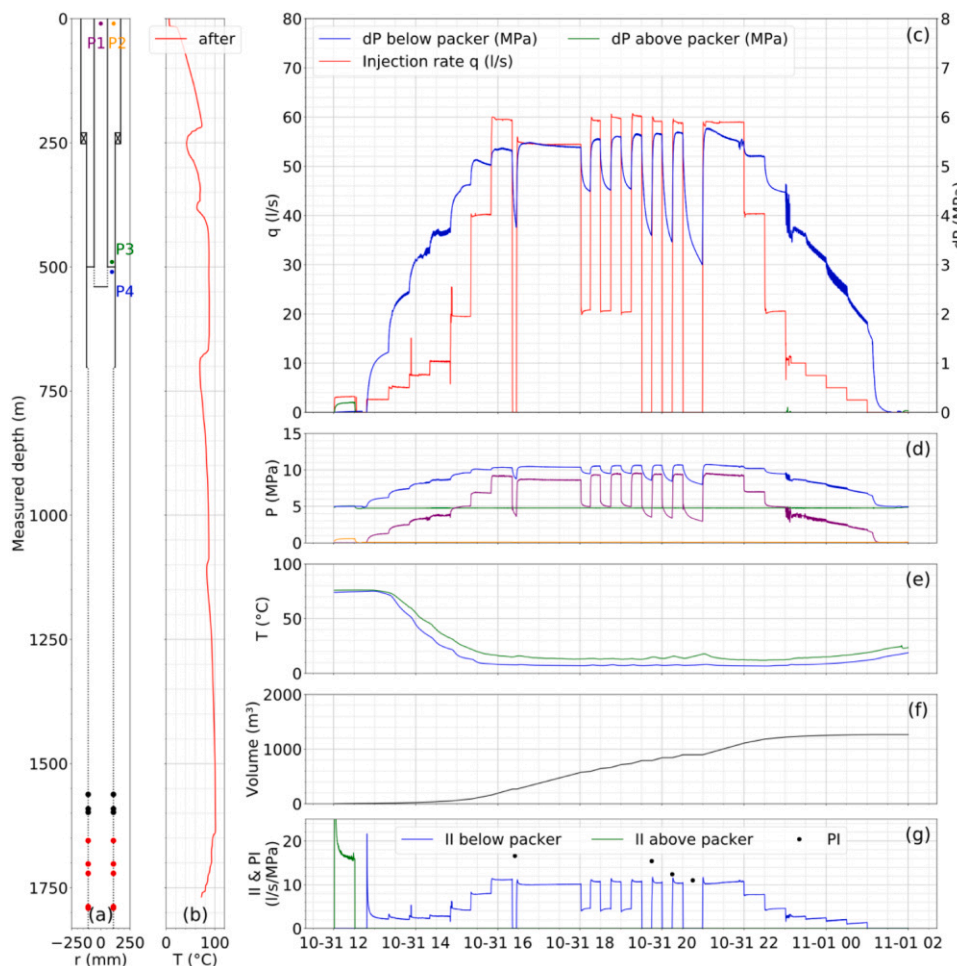 P1 P2
P3
P4
0
250
500
750
1000
1250
1500
1750
Measured depth (m)
(a)
−250 0 250
r (mm)
after
(b)
0 100
T (°C)
dP below packer (MPa) dP above packer (MPa) (c)
Injection rate q (l/s)
80
70
60
50
40
30
20
10
0
q (l/s)
8
7
6
5
4
3
2
1
0
dP (MPa)
(d)
15
10
5
0
P (MPa)
(e)
100
50
0
T (°C)
(f)
2000
1000
0
Volume (m³)
II below packer II above packer PI (g)
20
10
0
II & PI
(l/s/MPa)
10-31 12 10-31 14 10-31 16 10-31 18 10-31 20 10-31 22 11-01 00 11-01 02